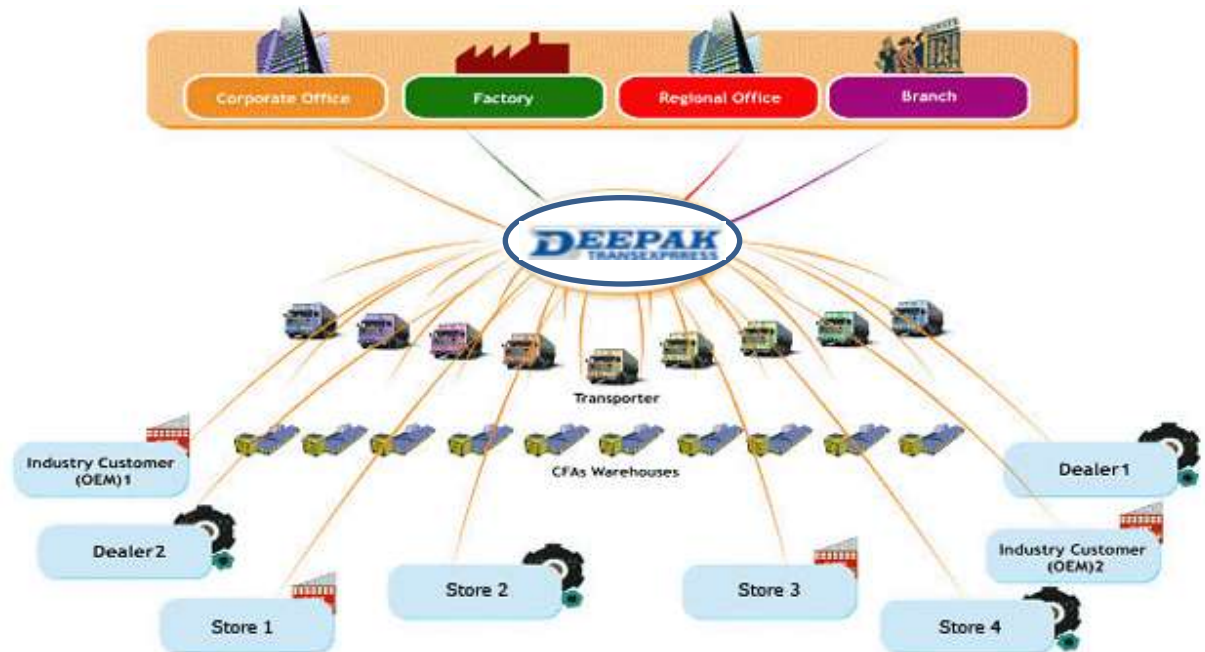 Corporate Office
Factory
Regional Office
Branch
DEEPAK
TRANSEXPRRESS
Transporter
CFAs Warehouses
Industry Customer
(OEM)1
Dealer1
Dealer2
Industry Customer
(OEM)2
Store 2
Store 3
Store 1
Store 4